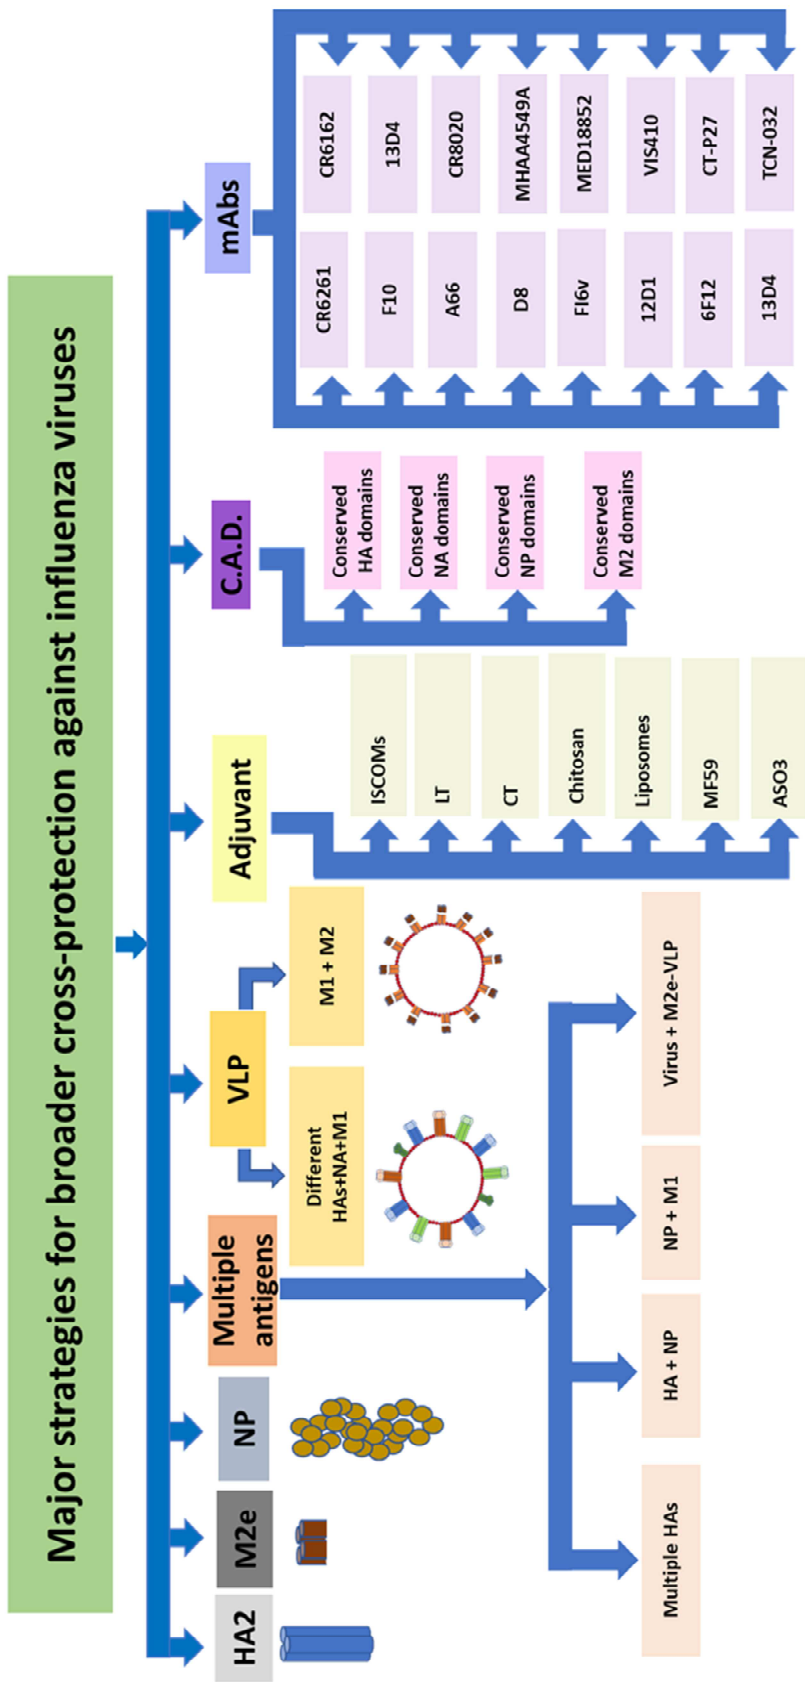 Major strategies for broader cross-protection against influenza viruses
HA2
M2e
NP
Multiple
antigens
VLP
Adjuvant
C.A.D.
mAbs
Different
HAs+NA+M1
M1 + M2
Multiple HAs
HA + NP
NP + M1
Virus + M2e-VLP
ISCOMs
LT
CT
Chitosan
Liposomes
MF59
ASO3
Conserved
HA domains
Conserved
NA domains
Conserved
NP domains
Conserved
M2 domains
CR6261
CR6162
F10
13D4
A66
CR8020
D8
MHAA4549A
FI6v
MED18852
12D1
VIS410
6F12
CT-P27
13D4
TCN-032